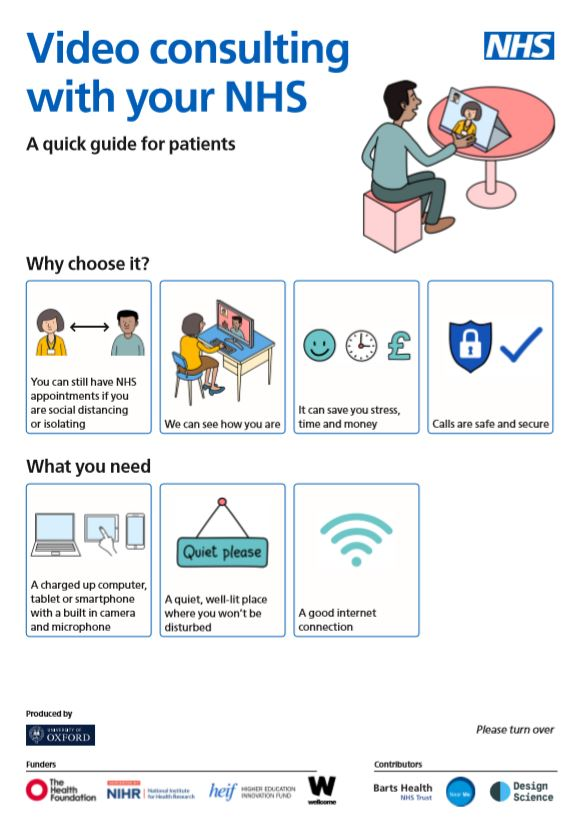 Video consulting
with your NHS
NHS
A quick guide for patients
Why choose it?
You can still have NHS
appointments if you
are social distancing
or isolating
We can see how you are
It can save you stress,
time and money
Calls are safe and secure
What you need
A charged up computer,
tablet or smartphone
with a built in camera
and microphone
Quiet please
A quiet, well-lit place
where you won't be
disturbed
A good internet
connection
Produced by
UNIVERSITY OF
OXFORD
Please turn over
Funders
The
Health
Foundation
NIHR
National Institute
for Health Research
heif
HIGHER EDUCATION
INNOVATION FUND
W
wellcome
Contributors
Barts Health
NHS Trust
Near Me
Design
Science